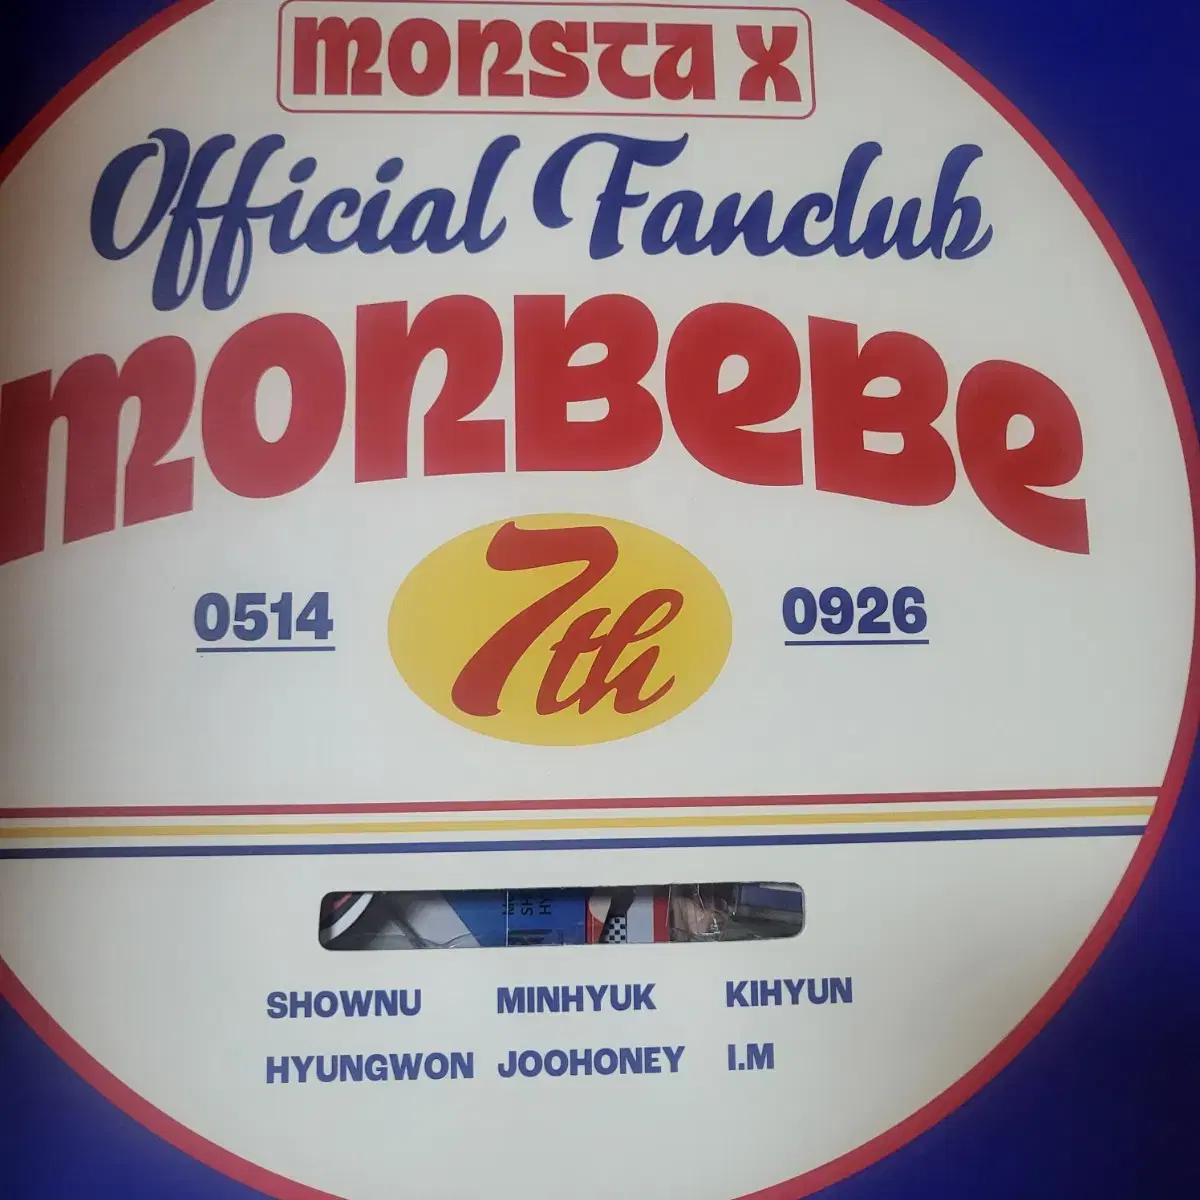 MONSTA X
Official Fanclub
MONBEBE
7th
0514 0926
SHOWNU MINHYUK KIHYUN
HYUNGWON JOOHONEY I.M